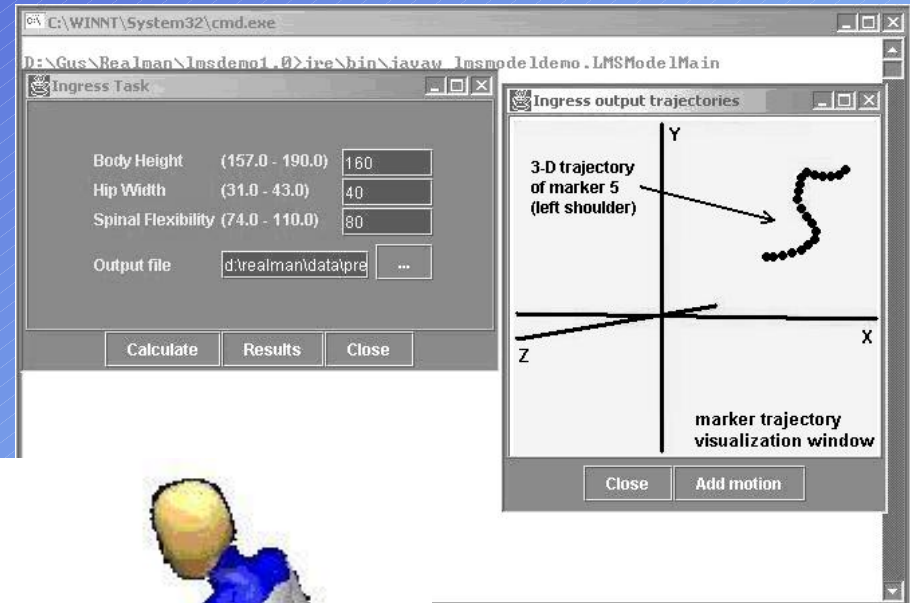 C:\WINNT\System32\cmd.exe
D:\Gus\Realman\lmsdemo1.0>jre\bin\javaw lmsmodeldemo.LMSModelMain
Ingress Task
Body Height (157.0 - 190.0) 160
Hip Width (31.0 - 43.0) 40
Spinal Flexibility (74.0 - 110.0) 80
Output file d:\realman\data\pre ...
Calculate Results Close
Ingress output trajectories
Y
3-D trajectory
of marker 5
(left shoulder)
X
Z
marker trajectory
visualization window
Close Add motion